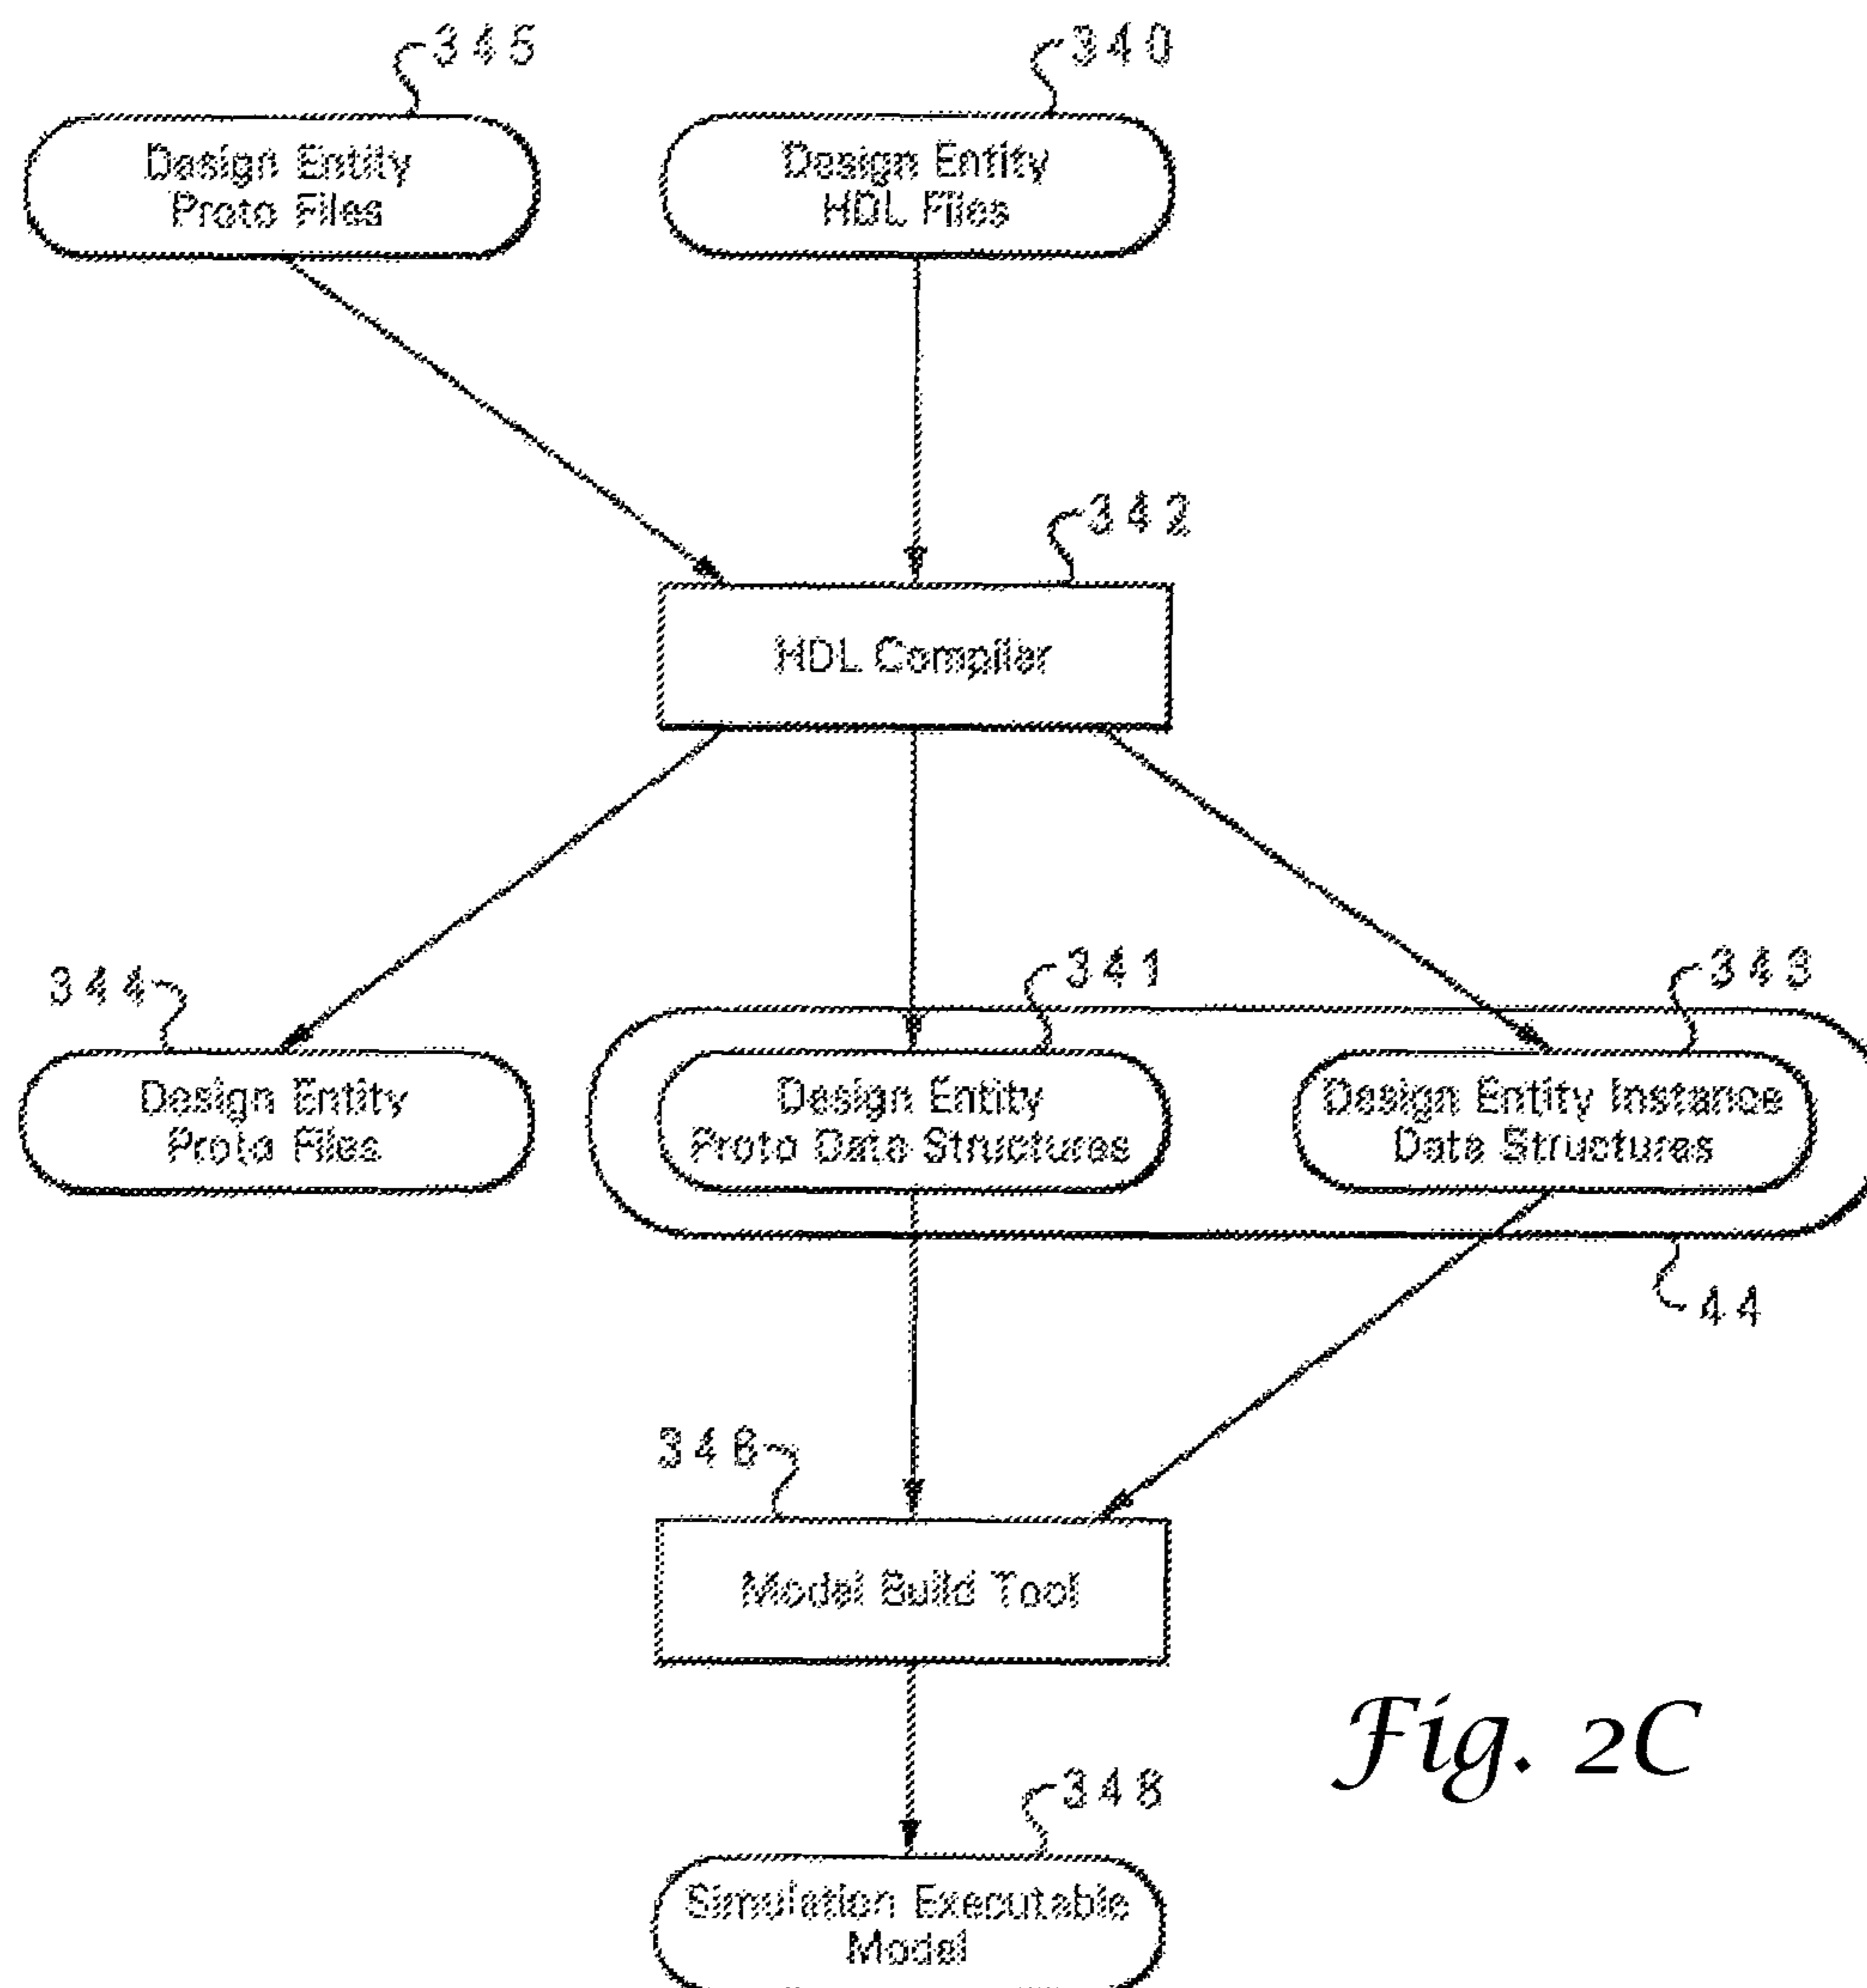 345
340
Design Entity
Proto Files
Design Entity
HDL Files
342
HDL Compiler
344
341
343
Design Entity
Proto Files
Design Entity
Proto Data Structures
Design Entity Instance
Data Structures
44
346
Model Build Tool
Fig. 2C
348
Simulation Executable
Model